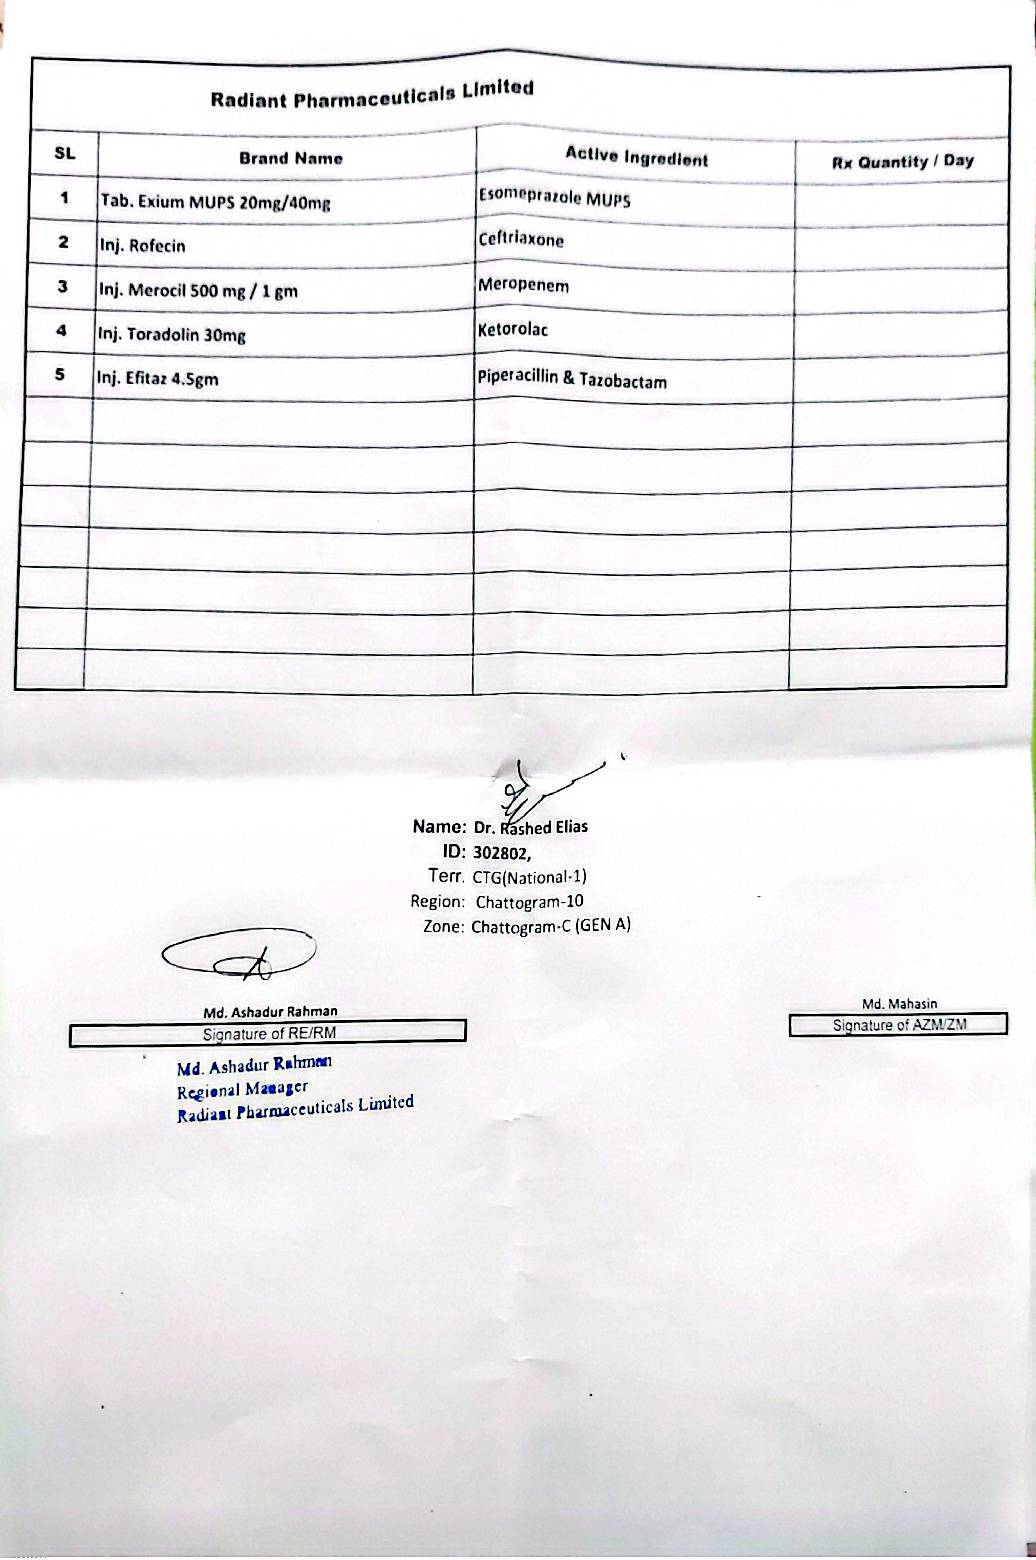 Radiant Pharmaceuticals Limited
SL Brand Name Active Ingredient Rx Quantity / Day
1 Tab. Exium MUPS 20mg/40mg Esomeprazole MUPS
2 Inj. Rofecin Ceftriaxone
3 Inj. Merocil 500 mg / 1 gm Meropenem
4 Inj. Toradolin 30mg Ketorolac
5 Inj. Efitaz 4.5gm Piperacillin & Tazobactam
Name: Dr. Rashed Elias
ID: 302802,
Terr. CTG(National-1)
Region: Chattogram-10
Zone: Chattogram-C (GEN A)
Md. Ashadur Rahman
Signature of RE/RM
Md. Ashadur Rahman
Regional Manager
Radiant Pharmaceuticals Limited
Md. Mahasin
Signature of AZM/ZM